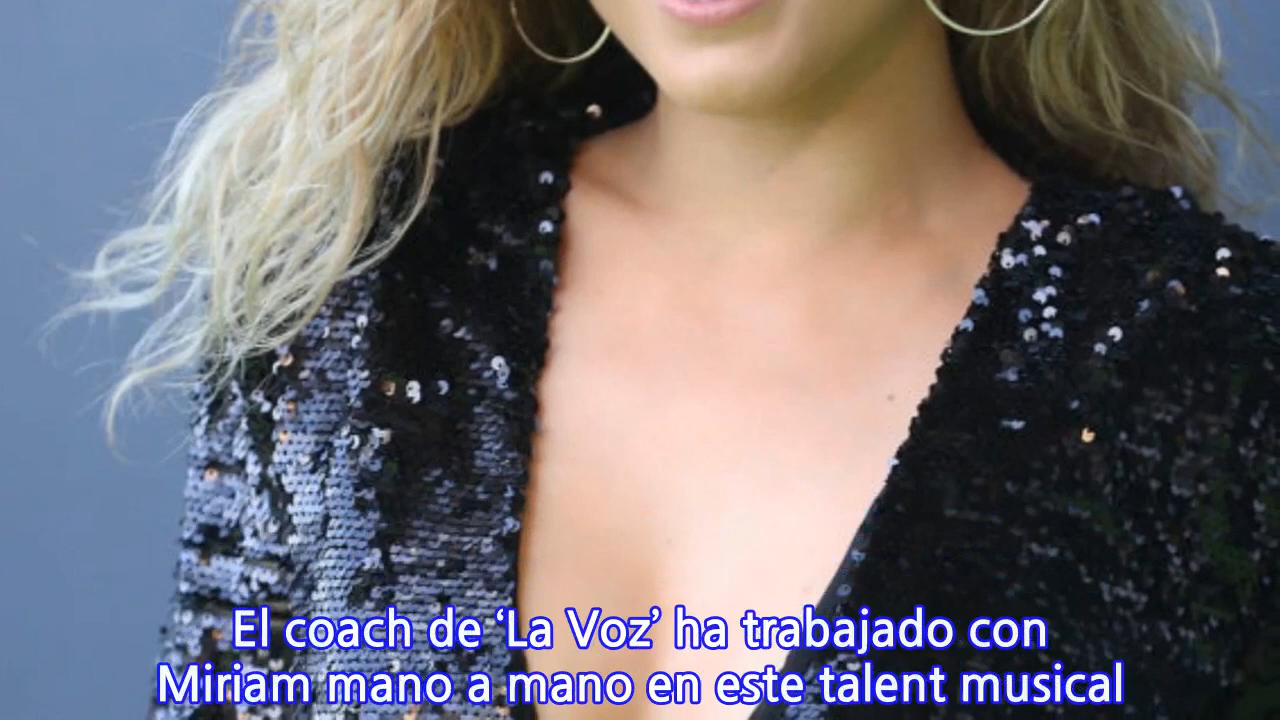 El coach de ‘La Voz’ ha trabajado con
Miriam mano a mano en este talent musical